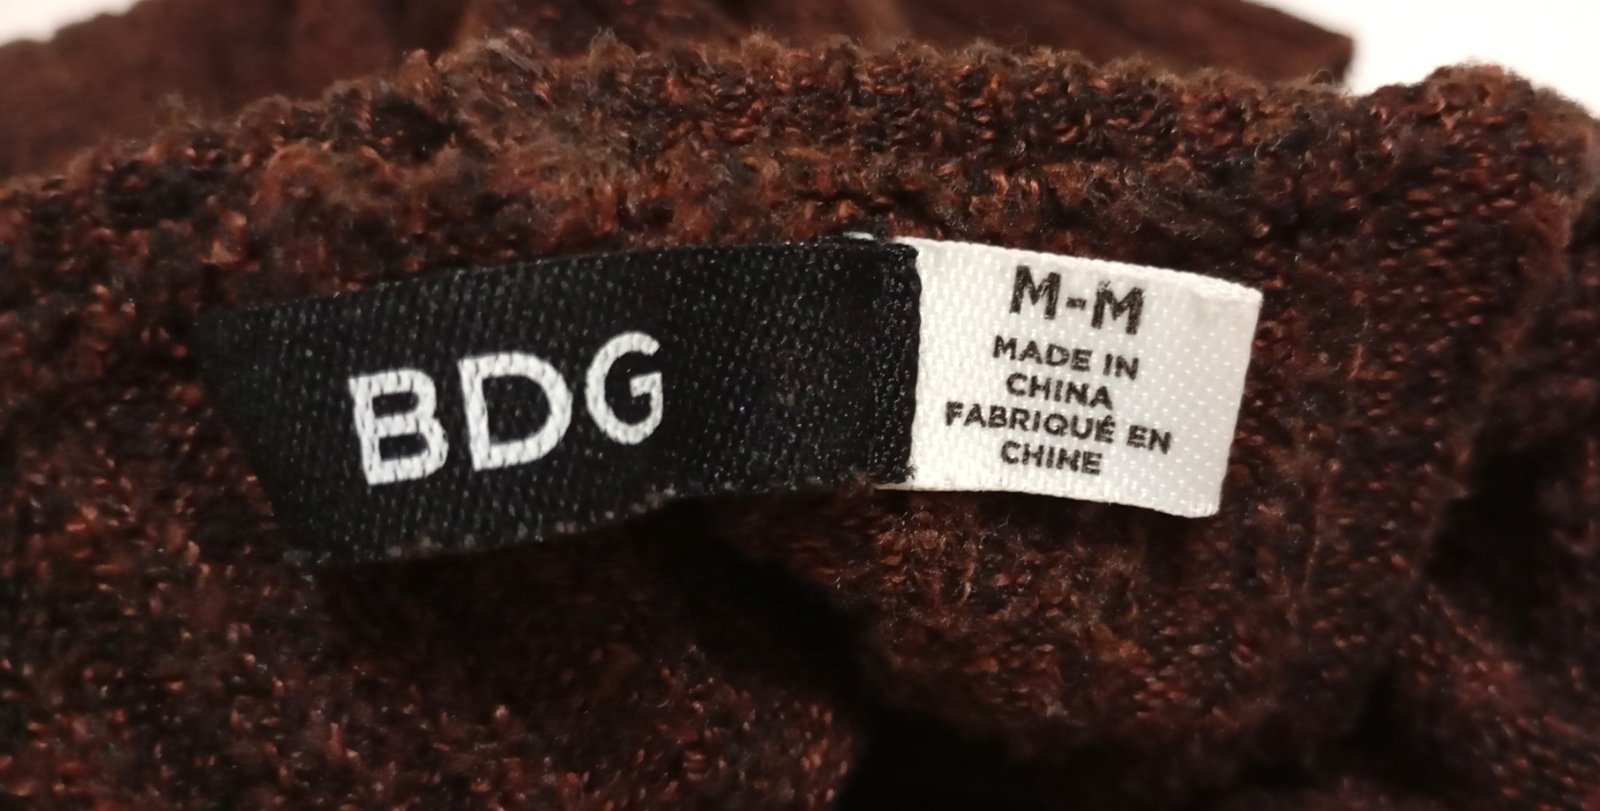 BDG
M-M
MADE IN
CHINA
FABRIQUÉ EN
CHINE